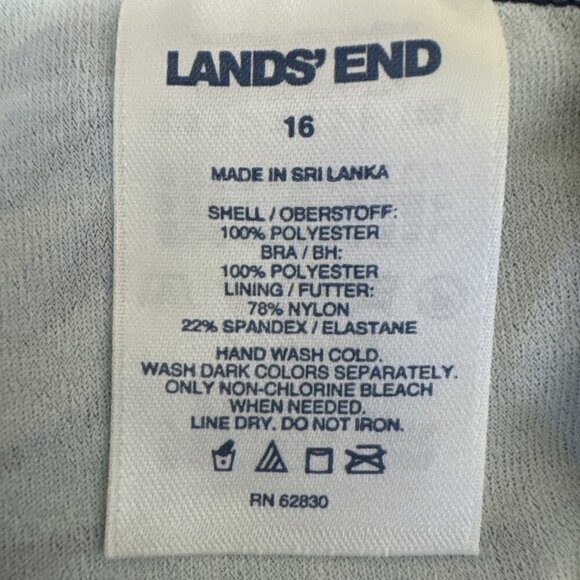 LANDS' END
16
MADE IN SRI LANKA
SHELL / OBERSTOFF:
100% POLYESTER
BRA / BH:
100% POLYESTER
LINING / FUTTER:
78% NYLON
22% SPANDEX / ELASTANE
HAND WASH COLD.
WASH DARK COLORS SEPARATELY.
ONLY NON-CHLORINE BLEACH
WHEN NEEDED.
LINE DRY. DO NOT IRON.
RN 62830